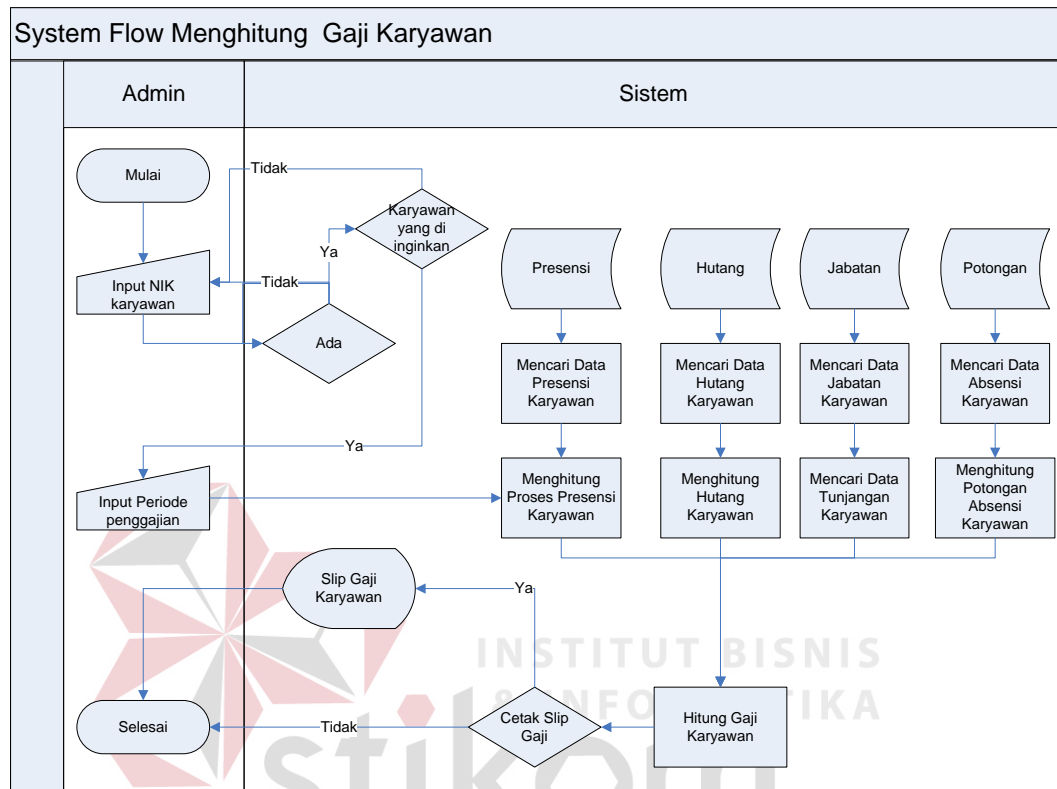 System Flow Menghitung  Gaji Karyawan
Admin
Sistem
Mulai
Tidak
Karyawan
yang di
inginkan
Ya
Input NIK
karyawan
Tidak
Ada
Presensi
Hutang
Jabatan
Potongan
Mencari Data
Presensi
Karyawan
Mencari Data
Hutang
Karyawan
Mencari Data
Jabatan
Karyawan
Mencari Data
Absensi
Karyawan
Ya
Input Periode
penggajian
Menghitung
Proses Presensi
Karyawan
Menghitung
Hutang
Karyawan
Mencari Data
Tunjangan
Karyawan
Menghitung
Potongan
Absensi
Karyawan
Slip Gaji
Karyawan
Ya
INSTITUT BISNIS
& INFORMATIKA
Selesai
Tidak
Cetak Slip
Gaji
Hitung Gaji
Karyawan
stikom